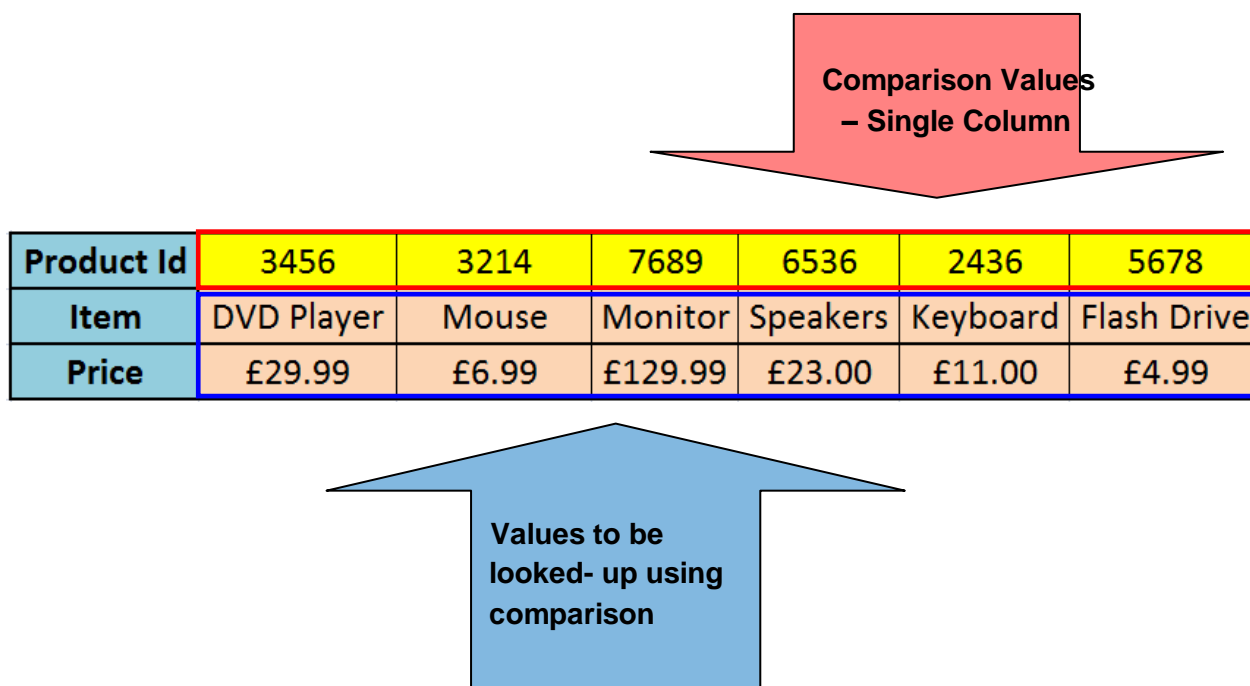 Comparison Values
– Single Column
Product Id 3456 3214 7689 6536 2436 5678
Item DVD Player Mouse Monitor Speakers Keyboard Flash Drive
Price £29.99 £6.99 £129.99 £23.00 £11.00 £4.99
Values to be
looked- up using
comparison